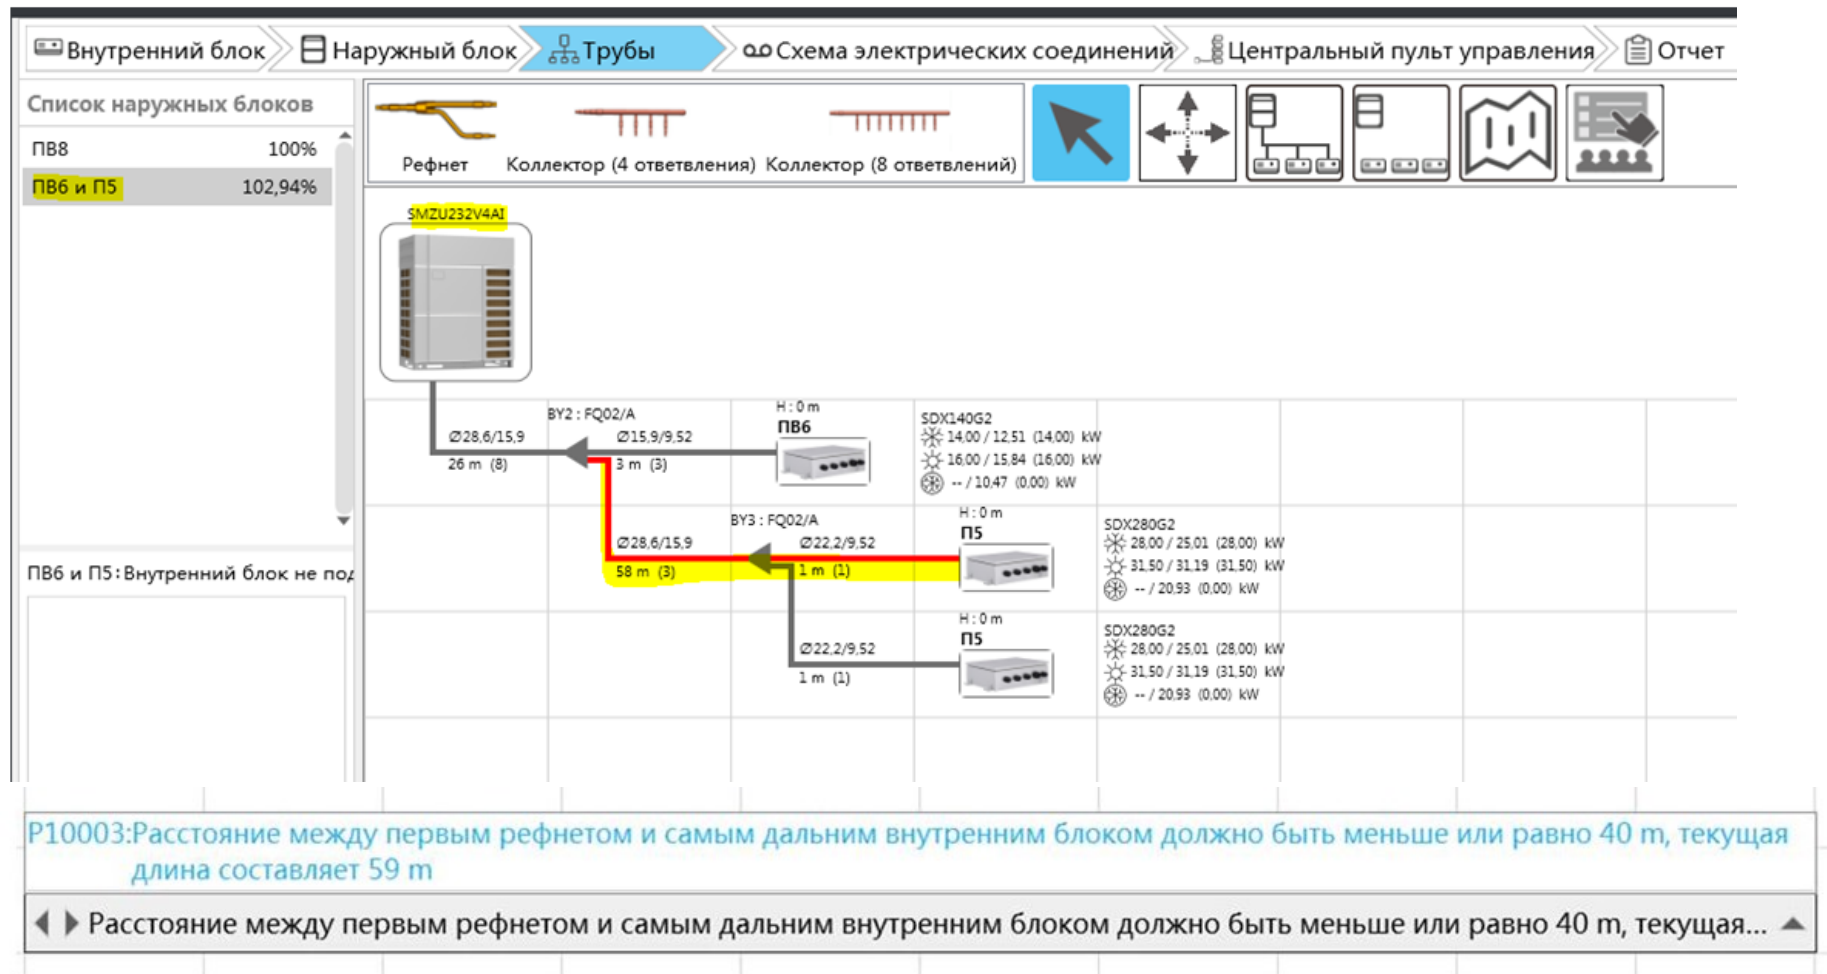 Внутренний блок
Наружный блок
Трубы
Схема электрических соединений
Центральный пульт управления
Отчет
Список наружных блоков
ПВ8 100%
ПВ6 и П5 102,94%
ПВ6 и П5:Внутренний блок не под
Рефнет
Коллектор (4 ответвления)
Коллектор (8 ответвлений)
SMZU232V4AI
Ø28,6/15,9
26 m (8)
BY2 : FQ02/A
Ø15,9/9,52
3 m (3)
H : 0 m
ПВ6
SDX140G2
14,00 / 12,51 (14,00) kW
16,00 / 15,84 (16,00) kW
-- / 10,47 (0,00) kW
Ø28,6/15,9
58 m (3)
BY3 : FQ02/A
Ø22,2/9,52
1 m (1)
H : 0 m
П5
SDX280G2
28,00 / 25,01 (28,00) kW
31,50 / 31,19 (31,50) kW
-- / 20,93 (0,00) kW
Ø22,2/9,52
1 m (1)
H : 0 m
П5
SDX280G2
28,00 / 25,01 (28,00) kW
31,50 / 31,19 (31,50) kW
-- / 20,93 (0,00) kW
P10003:Расстояние между первым рефнетом и самым дальним внутренним блоком должно быть меньше или равно 40 m, текущая
длина составляет 59 m
Расстояние между первым рефнетом и самым дальним внутренним блоком должно быть меньше или равно 40 m, текущая...